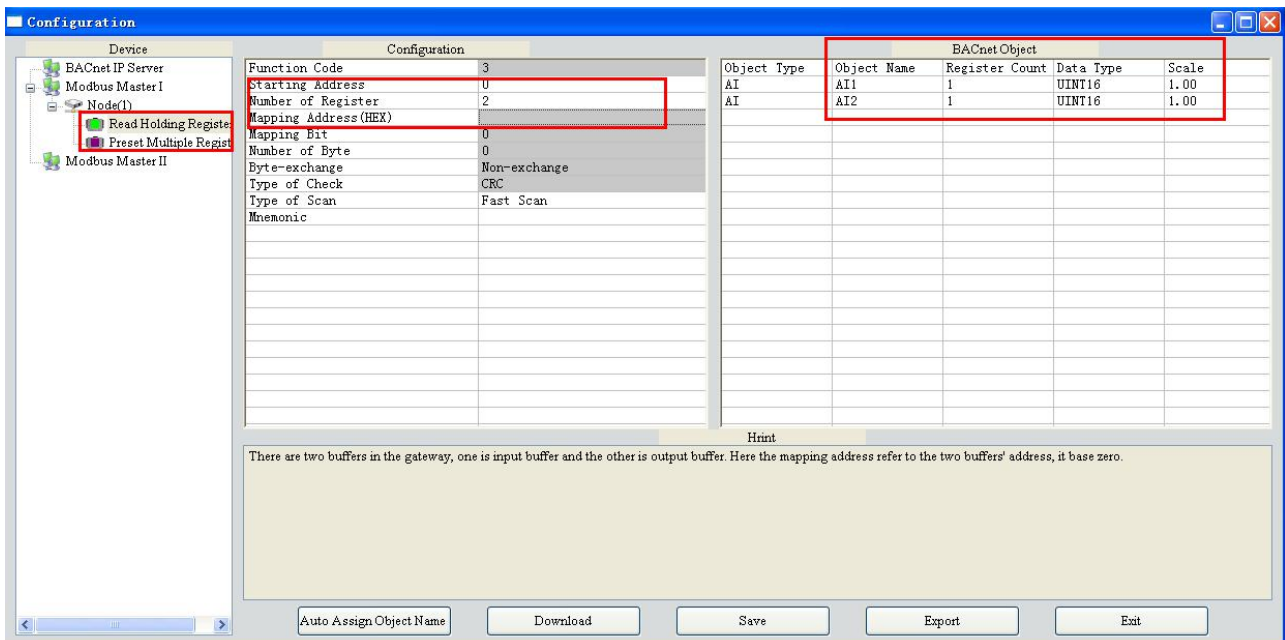 Configuration
Device
BACnet IP Server
Modbus Master I
Node(1)
Read Holding Registe
Preset Multiple Regist
Modbus Master II
Configuration
Function Code 3
Starting Address 0
Number of Register 2
Mapping Address(HEX)
Mapping Bit 0
Number of Byte 0
Byte-exchange Non-exchange
Type of Check CRC
Type of Scan Fast Scan
Mnemonic
BACnet Object
Object Type Object Name Register Count Data Type Scale
AI AI1 1 UINT16 1.00
AI AI2 1 UINT16 1.00
Hrint
There are two buffers in the gateway, one is input buffer and the other is output buffer. Here the mapping address refer to the two buffers' address, it base zero.
Auto Assign Object Name Download Save Export Exit